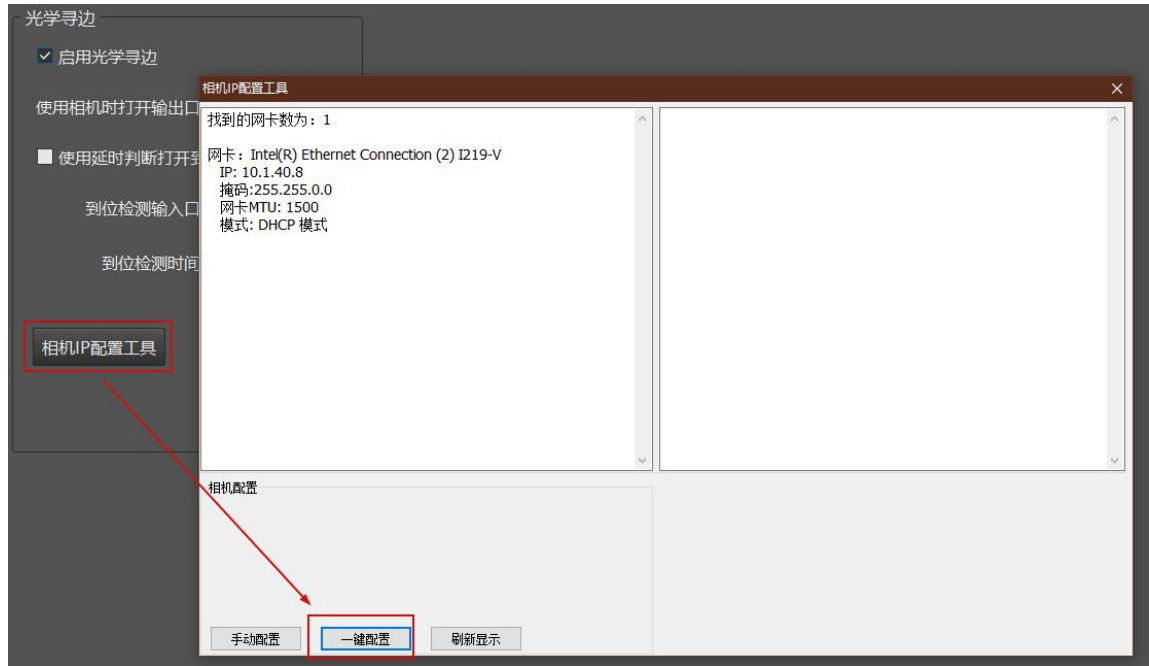 光学寻边
启用光学寻边
使用相机时打开输出口
使用延时判断打开到
到位检测输入口
到位检测时间
相机IP配置工具
相机IP配置工具
找到的网卡数为: 1
网卡: Intel(R) Ethernet Connection (2) I219-V
IP: 10.1.40.8
掩码:255.255.0.0
网卡MTU: 1500
模式: DHCP 模式
相机配置
手动配置
一键配置
刷新显示